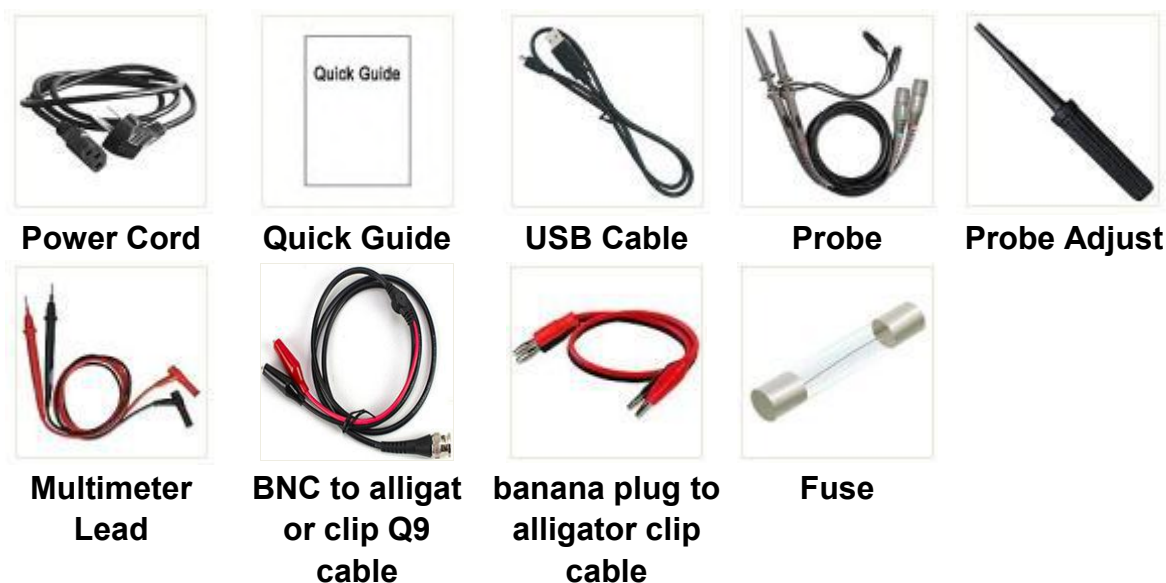 Quick Guide
Power Cord
Quick Guide
USB Cable
Probe
Probe Adjust
Multimeter
Lead
BNC to alligat
or clip Q9
cable
banana plug to
alligator clip
cable
Fuse